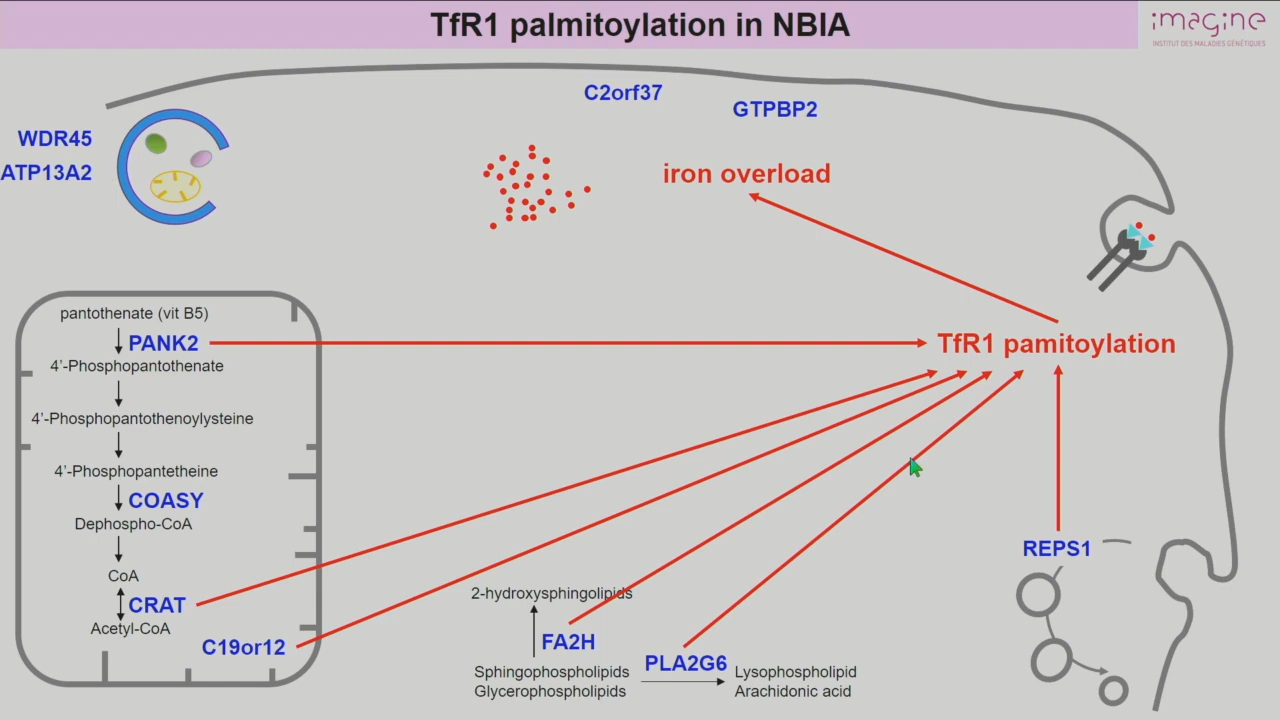 TfR1 palmitoylation in NBIA
imagine
INSTITUT DES MALADIES GÉNÉTIQUES
C2orf37
GTPBP2
WDR45
ATP13A2
iron overload
pantothenate (vit B5)
PANK2
4’-Phosphopantothenate
4’-Phosphopantothenoylysteine
4’-Phosphopantetheine
COASY
Dephospho-CoA
CoA
CRAT
Acetyl-CoA
C19or12
TfR1 pamitoylation
REPS1
2-hydroxysphingolipids
FA2H
PLA2G6
Sphingophospholipids
Glycerophospholipids
Lysophospholipid
Arachidonic acid